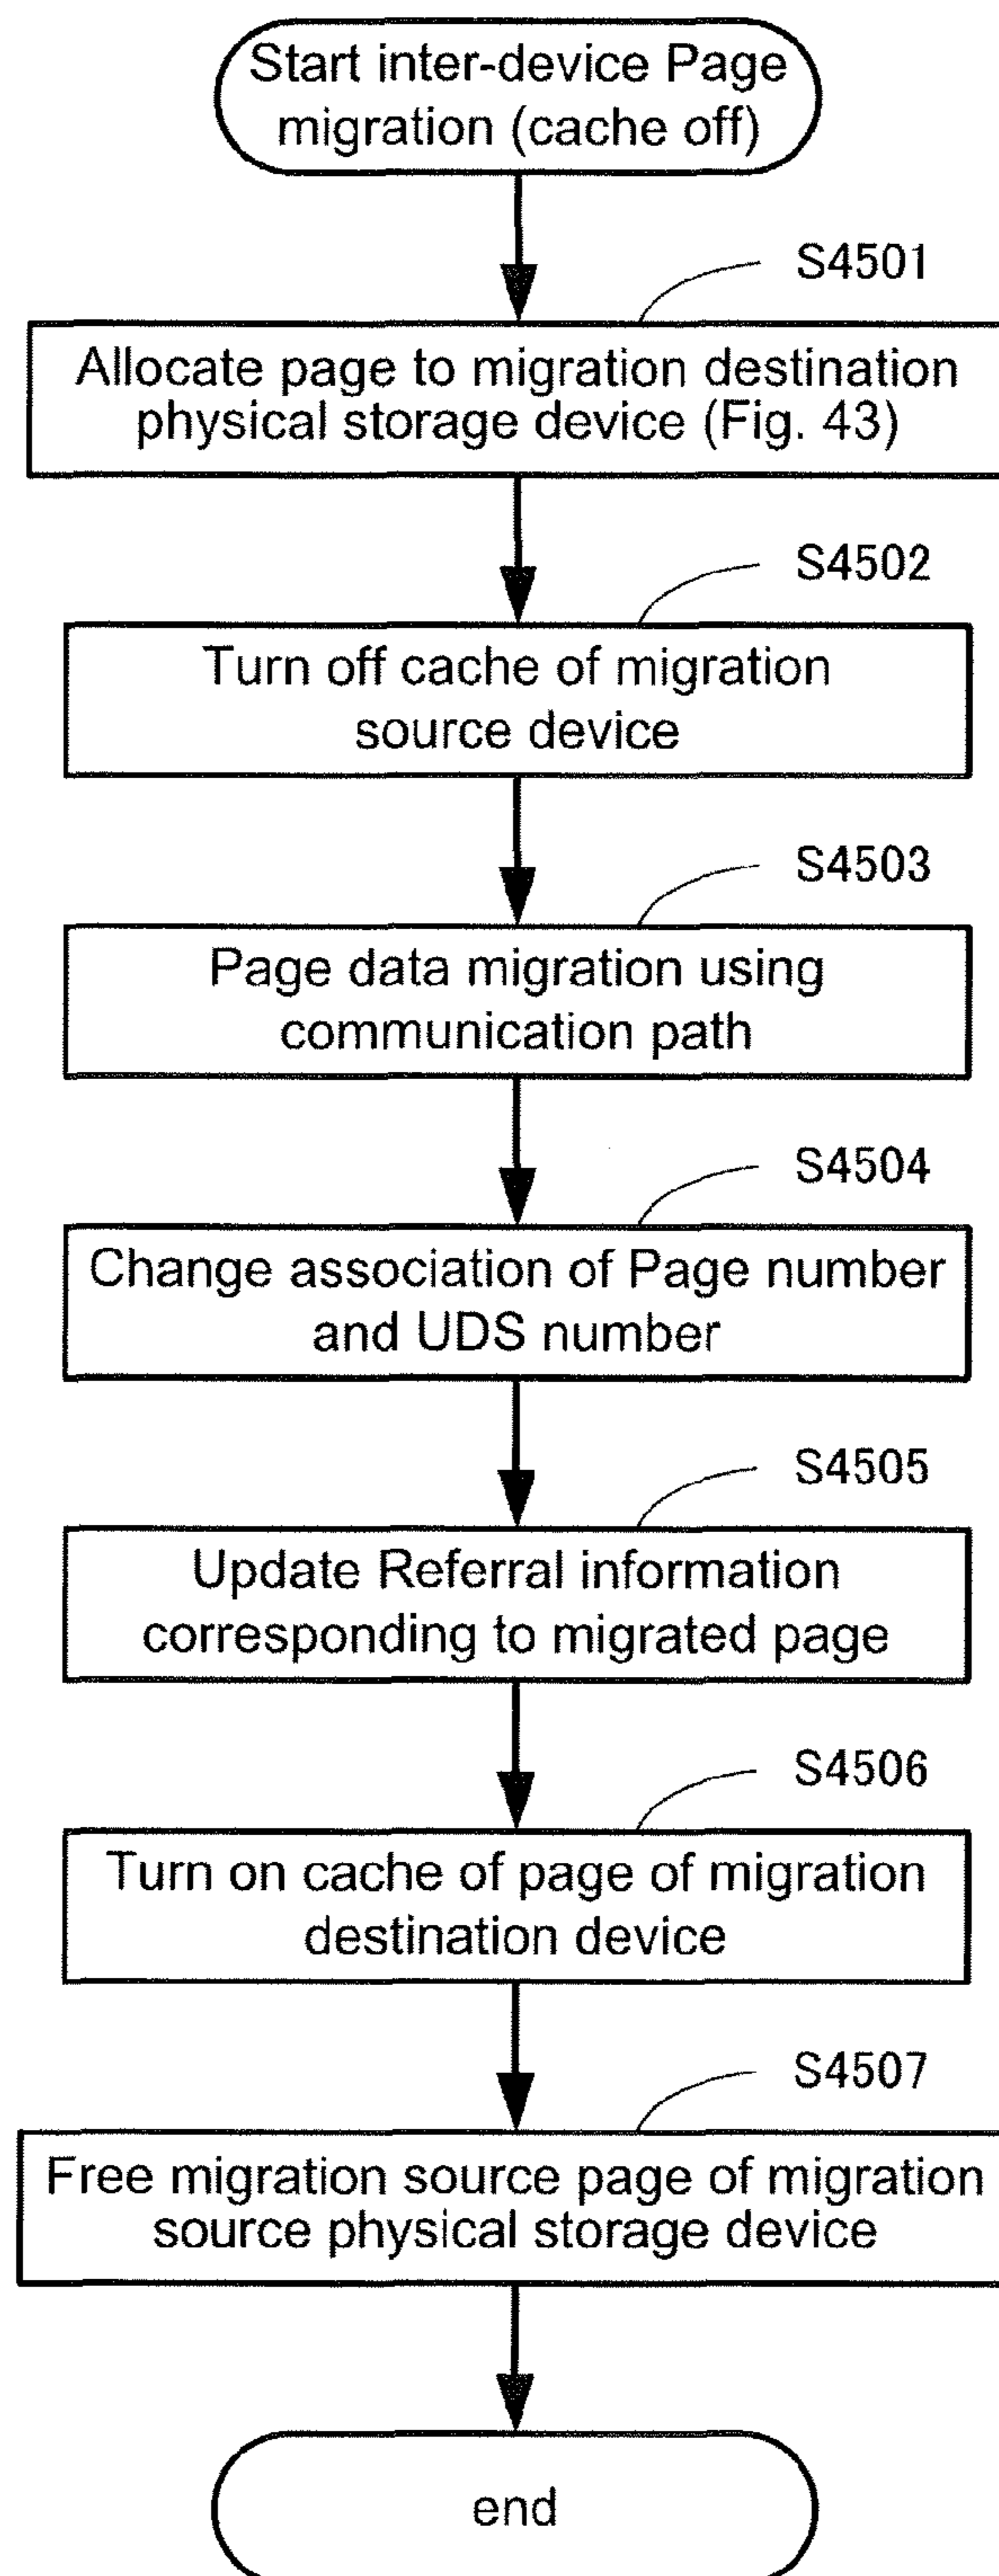 Start inter-device Page
migration (cache off)
S4501
Allocate page to migration destination
physical storage device (Fig. 43)
S4502
Turn off cache of migration
source device
S4503
Page data migration using
communication path
S4504
Change association of Page number
and UDS number
S4505
Update Referral information
corresponding to migrated page
S4506
Turn on cache of page of migration
destination device
S4507
Free migration source page of migration
source physical storage device
end